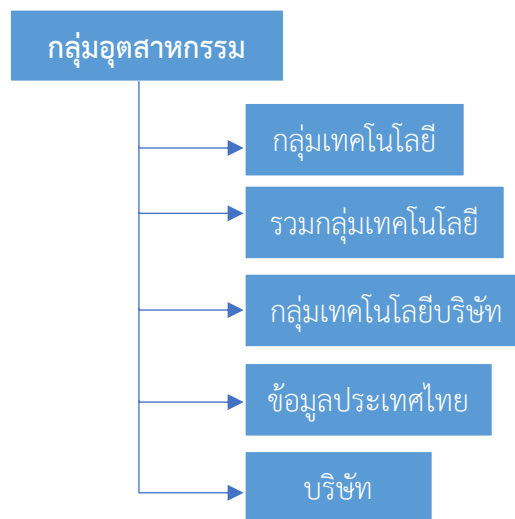 กลุ่มอุตสาหกรรม
กลุ่มเทคโนโลยี
รวมกลุ่มเทคโนโลยี
กลุ่มเทคโนโลยีบริษัท
ข้อมูลประเทศไทย
บริษัท